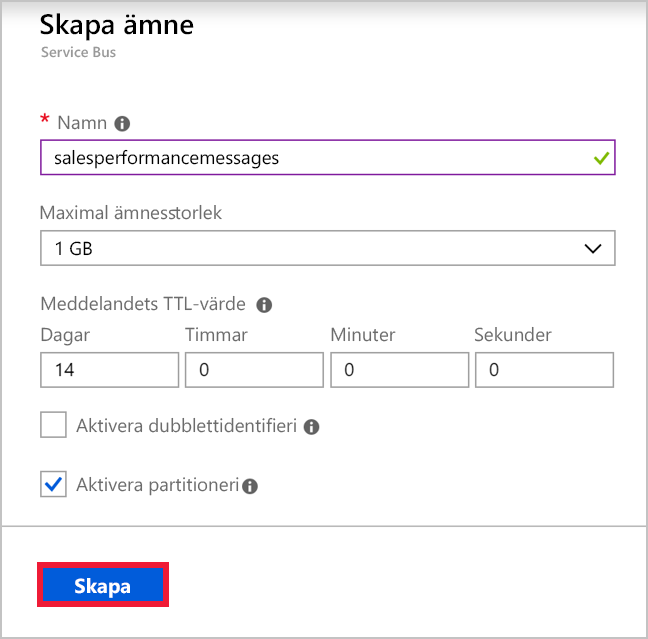 Skapa ämne
Service Bus
* Namn
salesperformancemessages
Maximal ämnesstorlek
1 GB
Meddelandets TTL-värde
Dagar Timmar Minuter Sekunder
14 0 0 0
Aktivera dubblettidentifieri
Aktivera partitioneri
Skapa